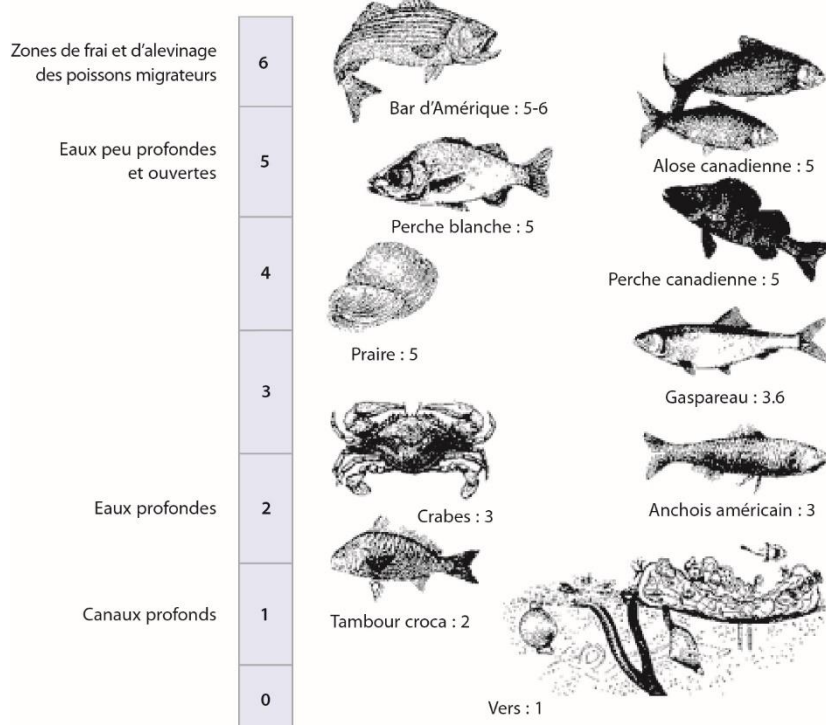 Zones de frai et d'alevinage
des poissons migrateurs
6
Bar d'Amérique : 5-6
Eaux peu profondes
et ouvertes
5
Alose canadienne : 5
Perche blanche : 5
4
Perche canadienne : 5
Praire : 5
3
Gaspareau : 3.6
Eaux profondes
2
Crabes : 3
Anchois américain : 3
Canaux profonds
1
Tambour croca : 2
0
Vers : 1